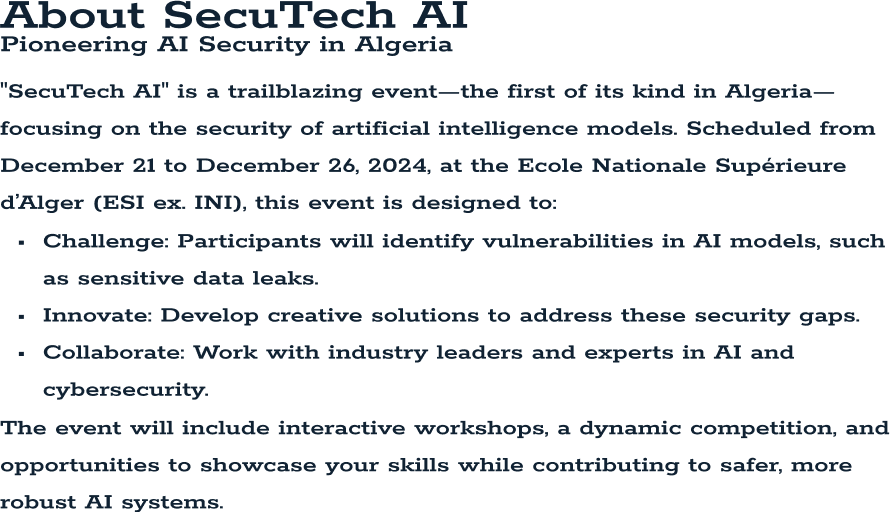 About SecuTech AI
Pioneering AI Security in Algeria
"SecuTech AI" is a trailblazing event—the first of its kind in Algeria—
focusing on the security of artificial intelligence models. Scheduled from
December 21 to December 26, 2024, at the Ecole Nationale Supérieure
d'Alger (ESI ex. INI), this event is designed to:
▪ Challenge: Participants will identify vulnerabilities in AI models, such
as sensitive data leaks.
▪ Innovate: Develop creative solutions to address these security gaps.
▪ Collaborate: Work with industry leaders and experts in AI and
cybersecurity.
The event will include interactive workshops, a dynamic competition, and
opportunities to showcase your skills while contributing to safer, more
robust AI systems.